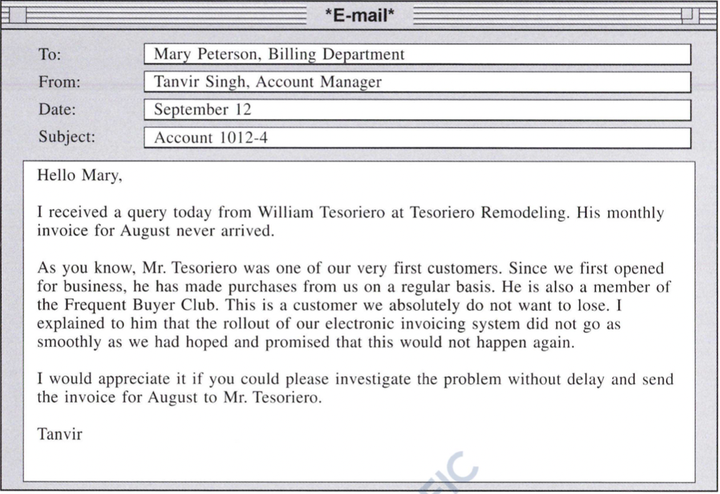 *E-mail*
To: Mary Peterson, Billing Department
From: Tanvir Singh, Account Manager
Date: September 12
Subject: Account 1012-4
Hello Mary,
I received a query today from William Tesoriero at Tesoriero Remodeling. His monthly
invoice for August never arrived.
As you know, Mr. Tesoriero was one of our very first customers. Since we first opened
for business, he has made purchases from us on a regular basis. He is also a member of
the Frequent Buyer Club. This is a customer we absolutely do not want to lose. I
explained to him that the rollout of our electronic invoicing system did not go as
smoothly as we had hoped and promised that this would not happen again.
I would appreciate it if you could please investigate the problem without delay and send
the invoice for August to Mr. Tesoriero.
Tanvir